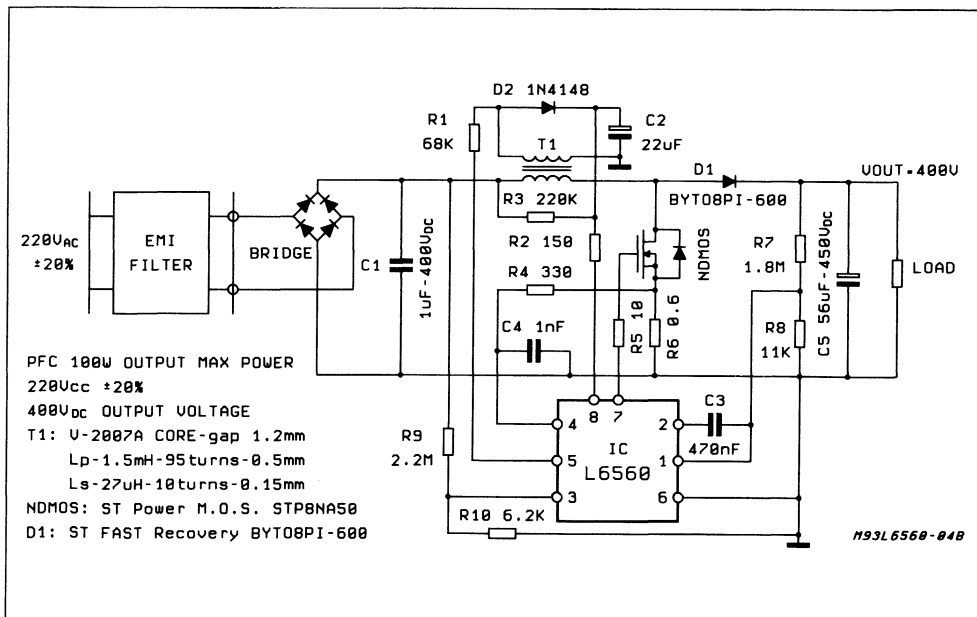 D2 1N4148
R1
68K
C2
22uF
T1
D1
VOUT=400V
BYT08PI-600
R3 220K
R2 150
R4 330
NDMOS
220VAC
±20%
EMI
FILTER
BRIDGE
C1
1uF-400VDC
R7
1.8M
C5 56uF-450VDC
LOAD
C4 1nF
R5 10
R6 0.6
R8
11K
PFC 100W OUTPUT MAX POWER
220Vcc ±20%
400VDC OUTPUT VOLTAGE
T1: V-2007A CORE-gap 1.2mm
Lp-1.5mH-95turns-0.5mm
Ls-27uH-10turns-0.15mm
NDMOS: ST Power M.O.S. STP8NA50
D1: ST FAST Recovery BYT08PI-600
8 7
C3
470nF
4
IC
L6560
2
R9
2.2M
5
1
3
6
R10 6.2K
M93L6560-04B